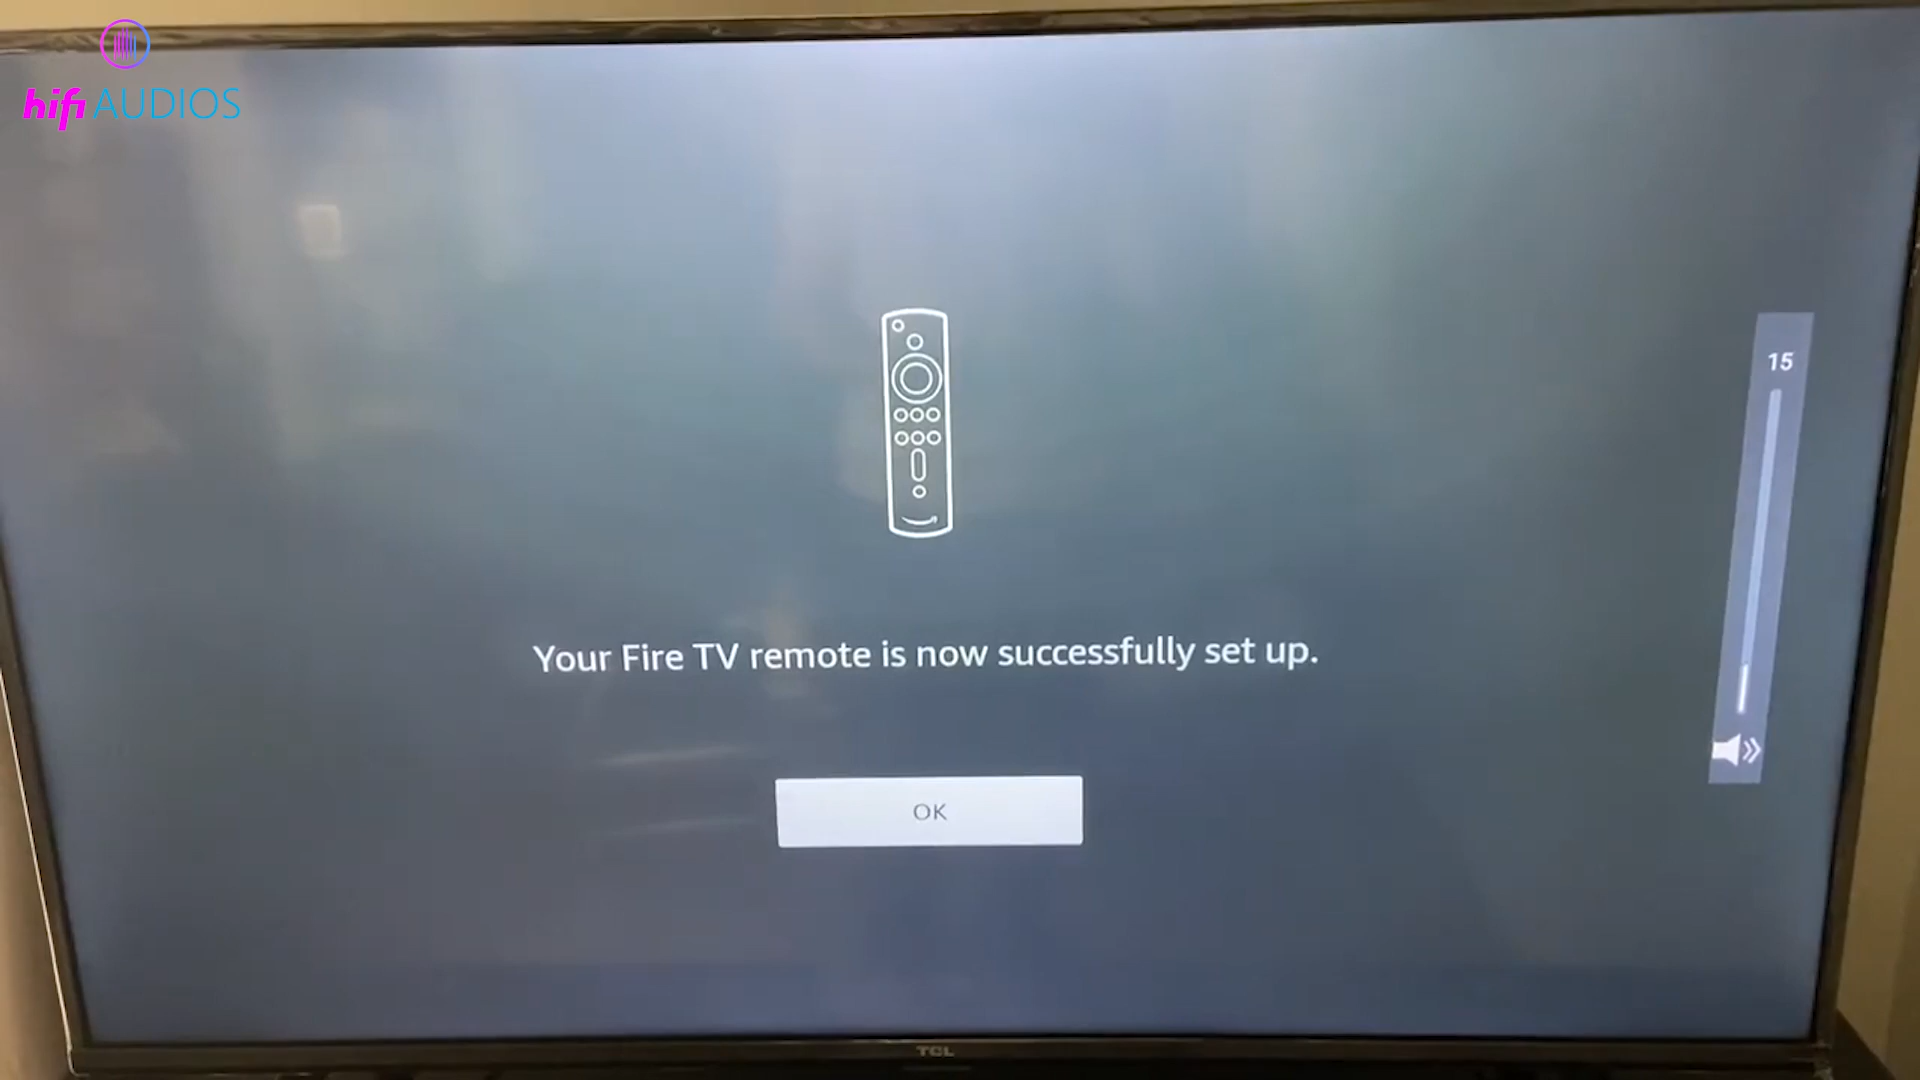 hifi AUDIOS
15
Your Fire TV remote is now successfully set up.
OK
TCL